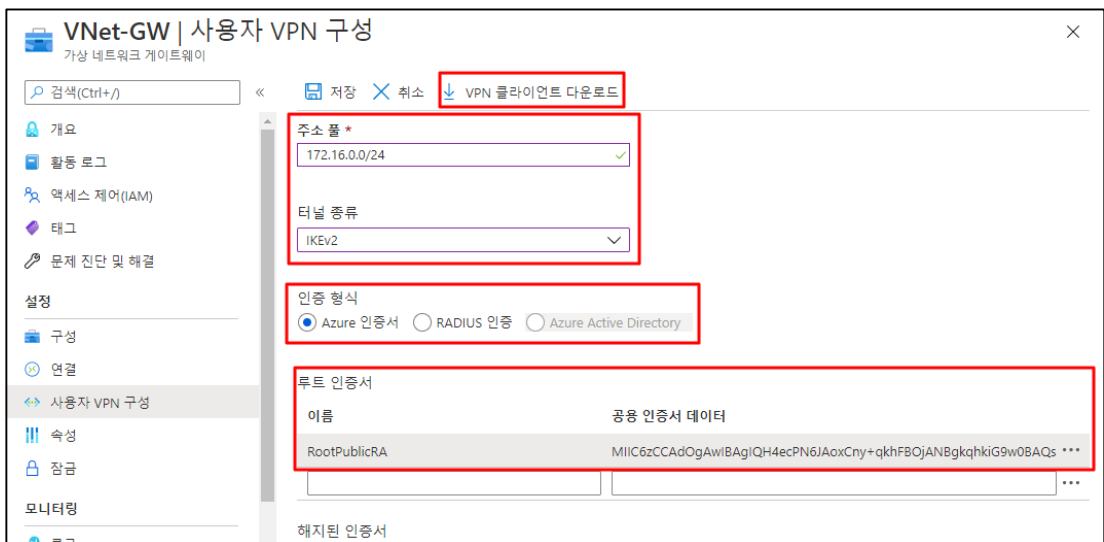 VNet-GW | 사용자 VPN 구성
가상 네트워크 게이트웨이
검색(Ctrl+/)
«
저장
취소
VPN 클라이언트 다운로드
개요
활동 로그
액세스 제어(IAM)
태그
문제 진단 및 해결
설정
구성
연결
사용자 VPN 구성
속성
잠금
모니터링
주소 풀 *
172.16.0.0/24
터널 종류
IKEv2
인증 형식
Azure 인증서
RADIUS 인증
Azure Active Directory
루트 인증서
이름 공용 인증서 데이터
RootPublicRA MIIC6zCCAdOgAwIBAgIQH4ecPN6JAoxCny+qkhFBOjANBgkqhkiG9w0BAQs •••
•••
해지된 인증서